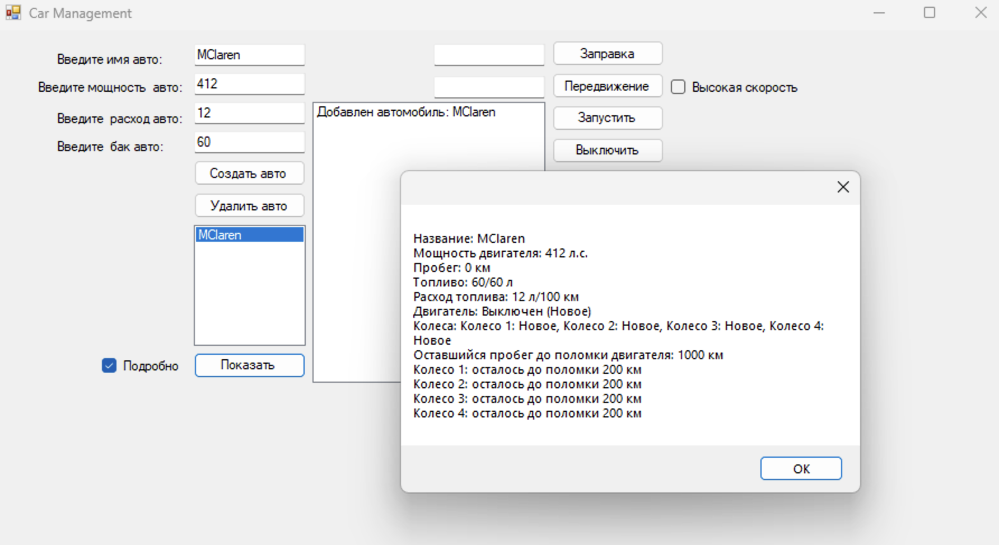 Car Management
Введите имя авто:
MClaren
Заправка
Введите мощность авто:
412
Передвижение
Высокая скорость
Введите расход авто:
12
Добавлен автомобиль: MClaren
Запустить
Введите бак авто:
60
Выключить
Создать авто
Удалить авто
MClaren
Подробно
Показать
Название: MClaren
Мощность двигателя: 412 л.с.
Пробег: 0 км
Топливо: 60/60 л
Расход топлива: 12 л/100 км
Двигатель: Выключен (Новое)
Колеса: Колесо 1: Новое, Колесо 2: Новое, Колесо 3: Новое, Колесо 4:
Новое
Оставшийся пробег до поломки двигателя: 1000 км
Колесо 1: осталось до поломки 200 км
Колесо 2: осталось до поломки 200 км
Колесо 3: осталось до поломки 200 км
Колесо 4: осталось до поломки 200 км
OK